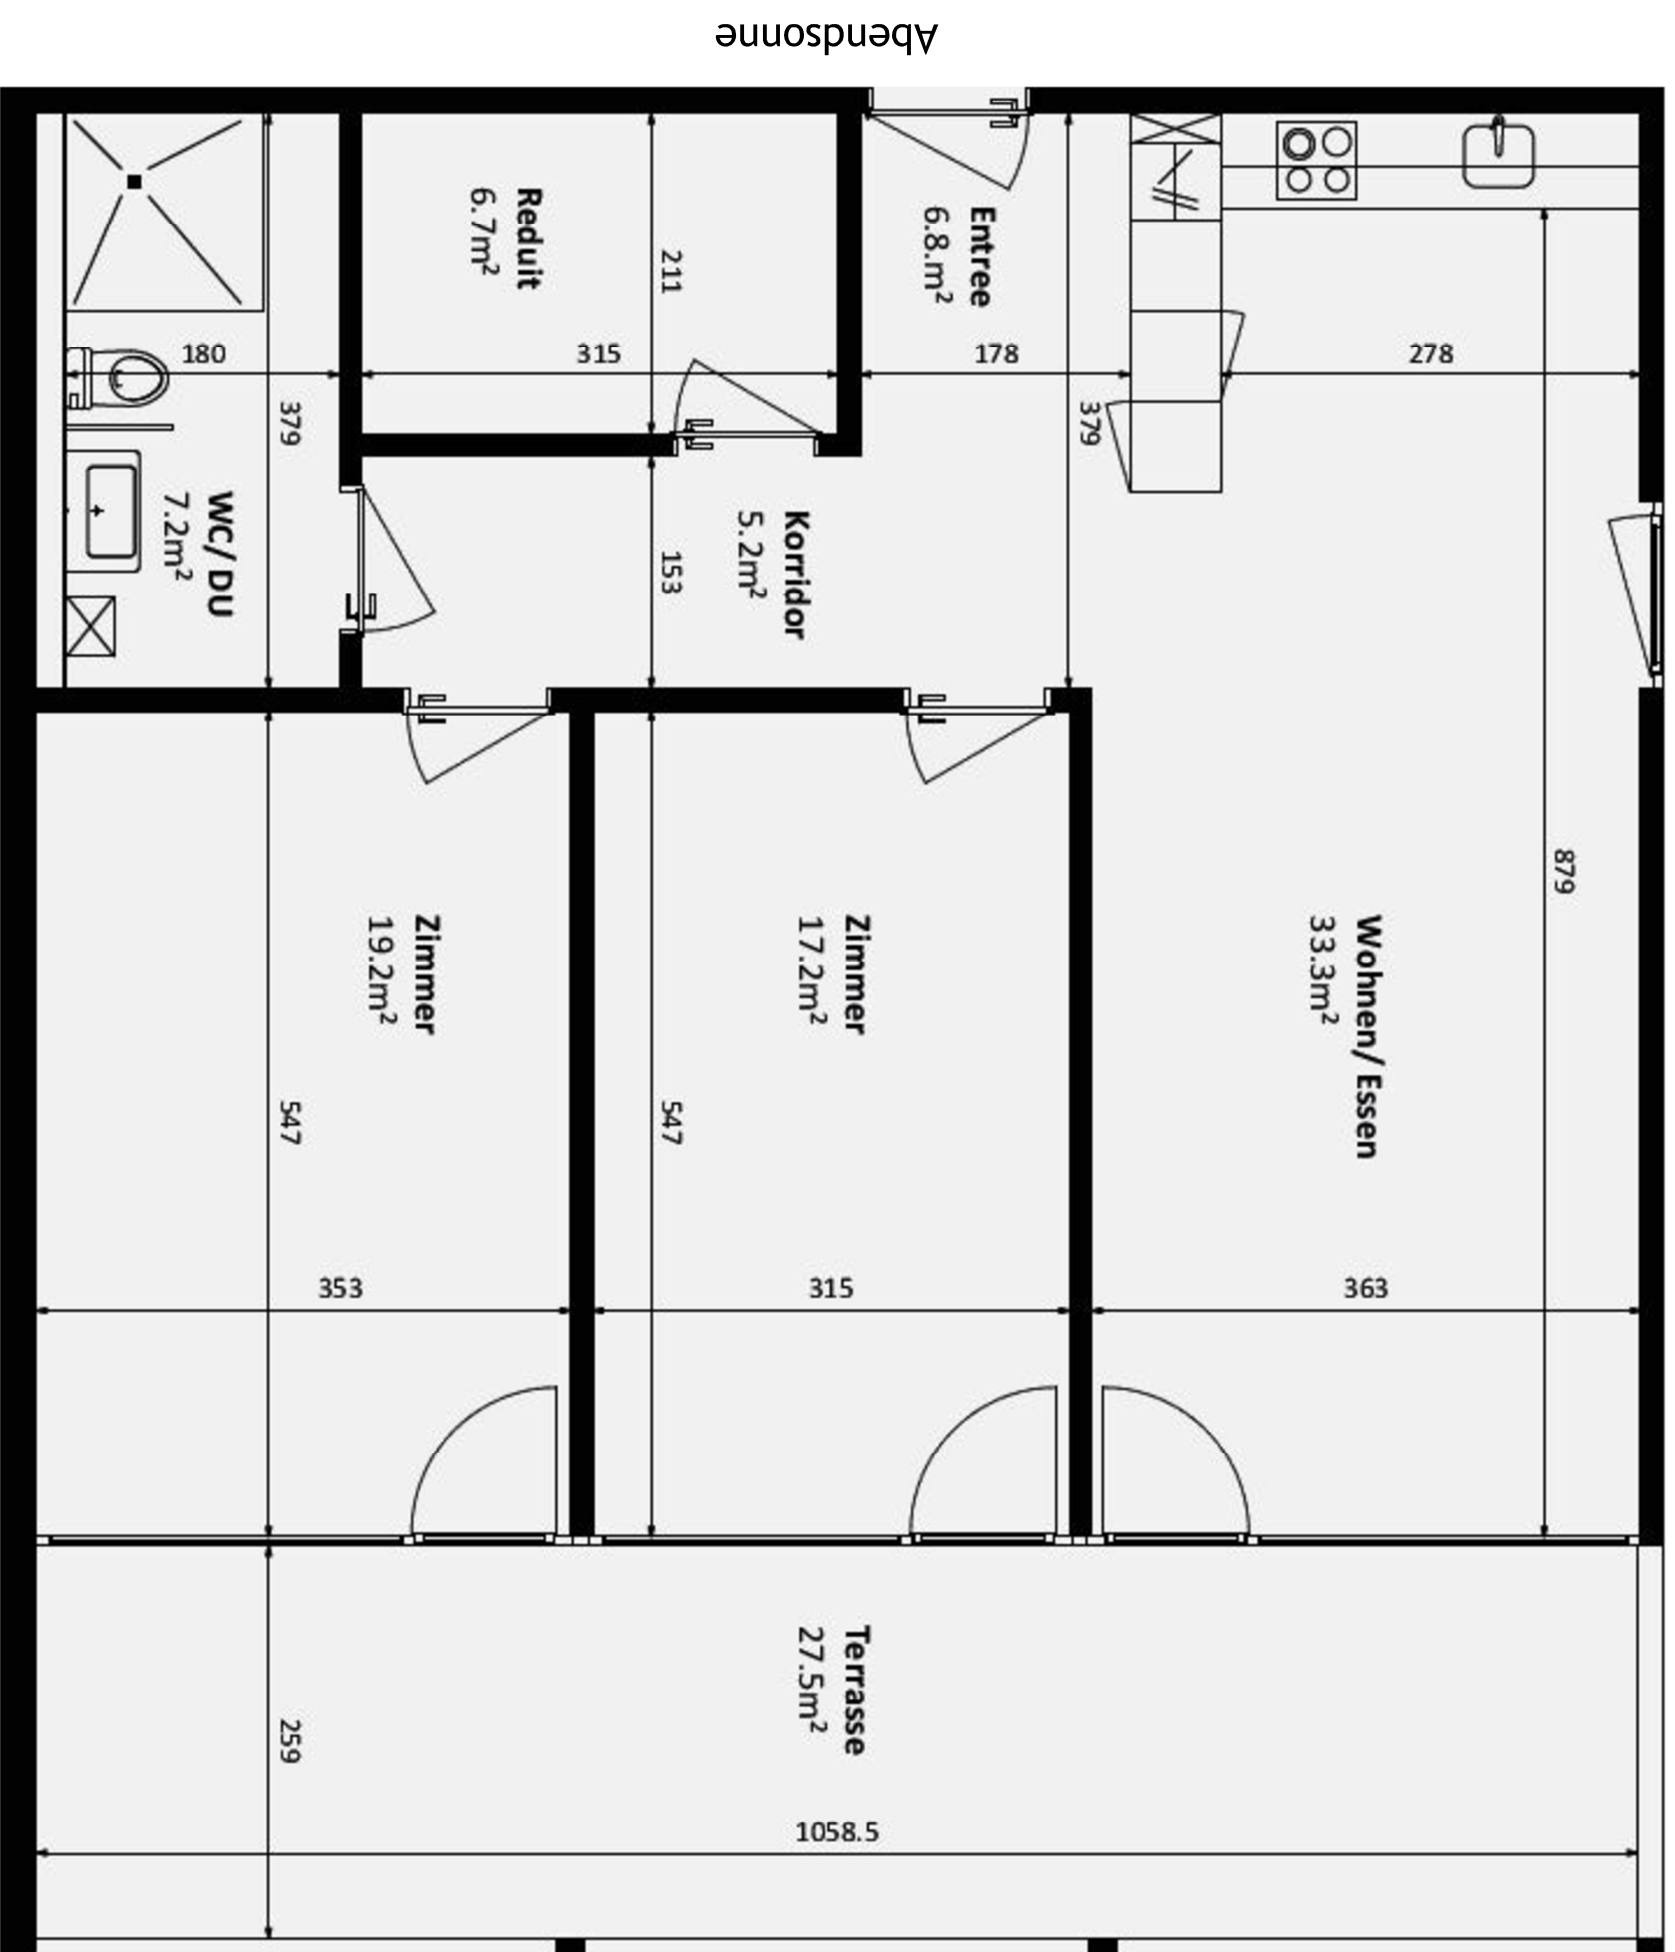 Abendsonne
Reduit
6.7m²
211
Entree
6.8.m²
180
315
178
278
379
379
WC/ DU
7.2m²
Korridor
5.2m²
153
879
Zimmer
19.2m²
Zimmer
17.2m²
Wohnen/ Essen
33.3m²
547
547
353
315
363
Terrasse
27.5m²
259
1058.5